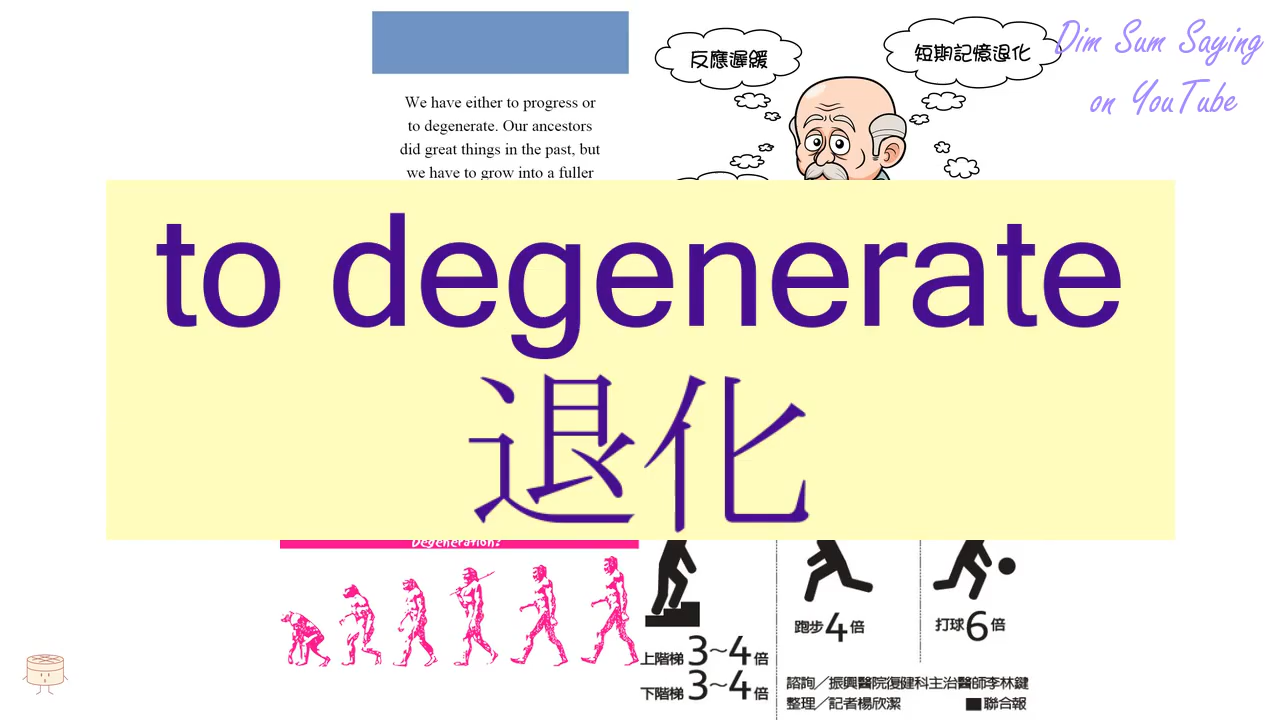 Dim Sum Saying
on YouTube
反應遲緩
短期記憶退化
We have either to progress or
to degenerate. Our ancestors
did great things in the past, but
we have to grow into a fuller
to degenerate
退化
Degeneration?
上階梯 3~4 倍
下階梯 3~4 倍
跑步 4 倍
打球 6 倍
諮詢／振興醫院復健科主治醫師李林鍵
整理／記者楊欣潔
■聯合報